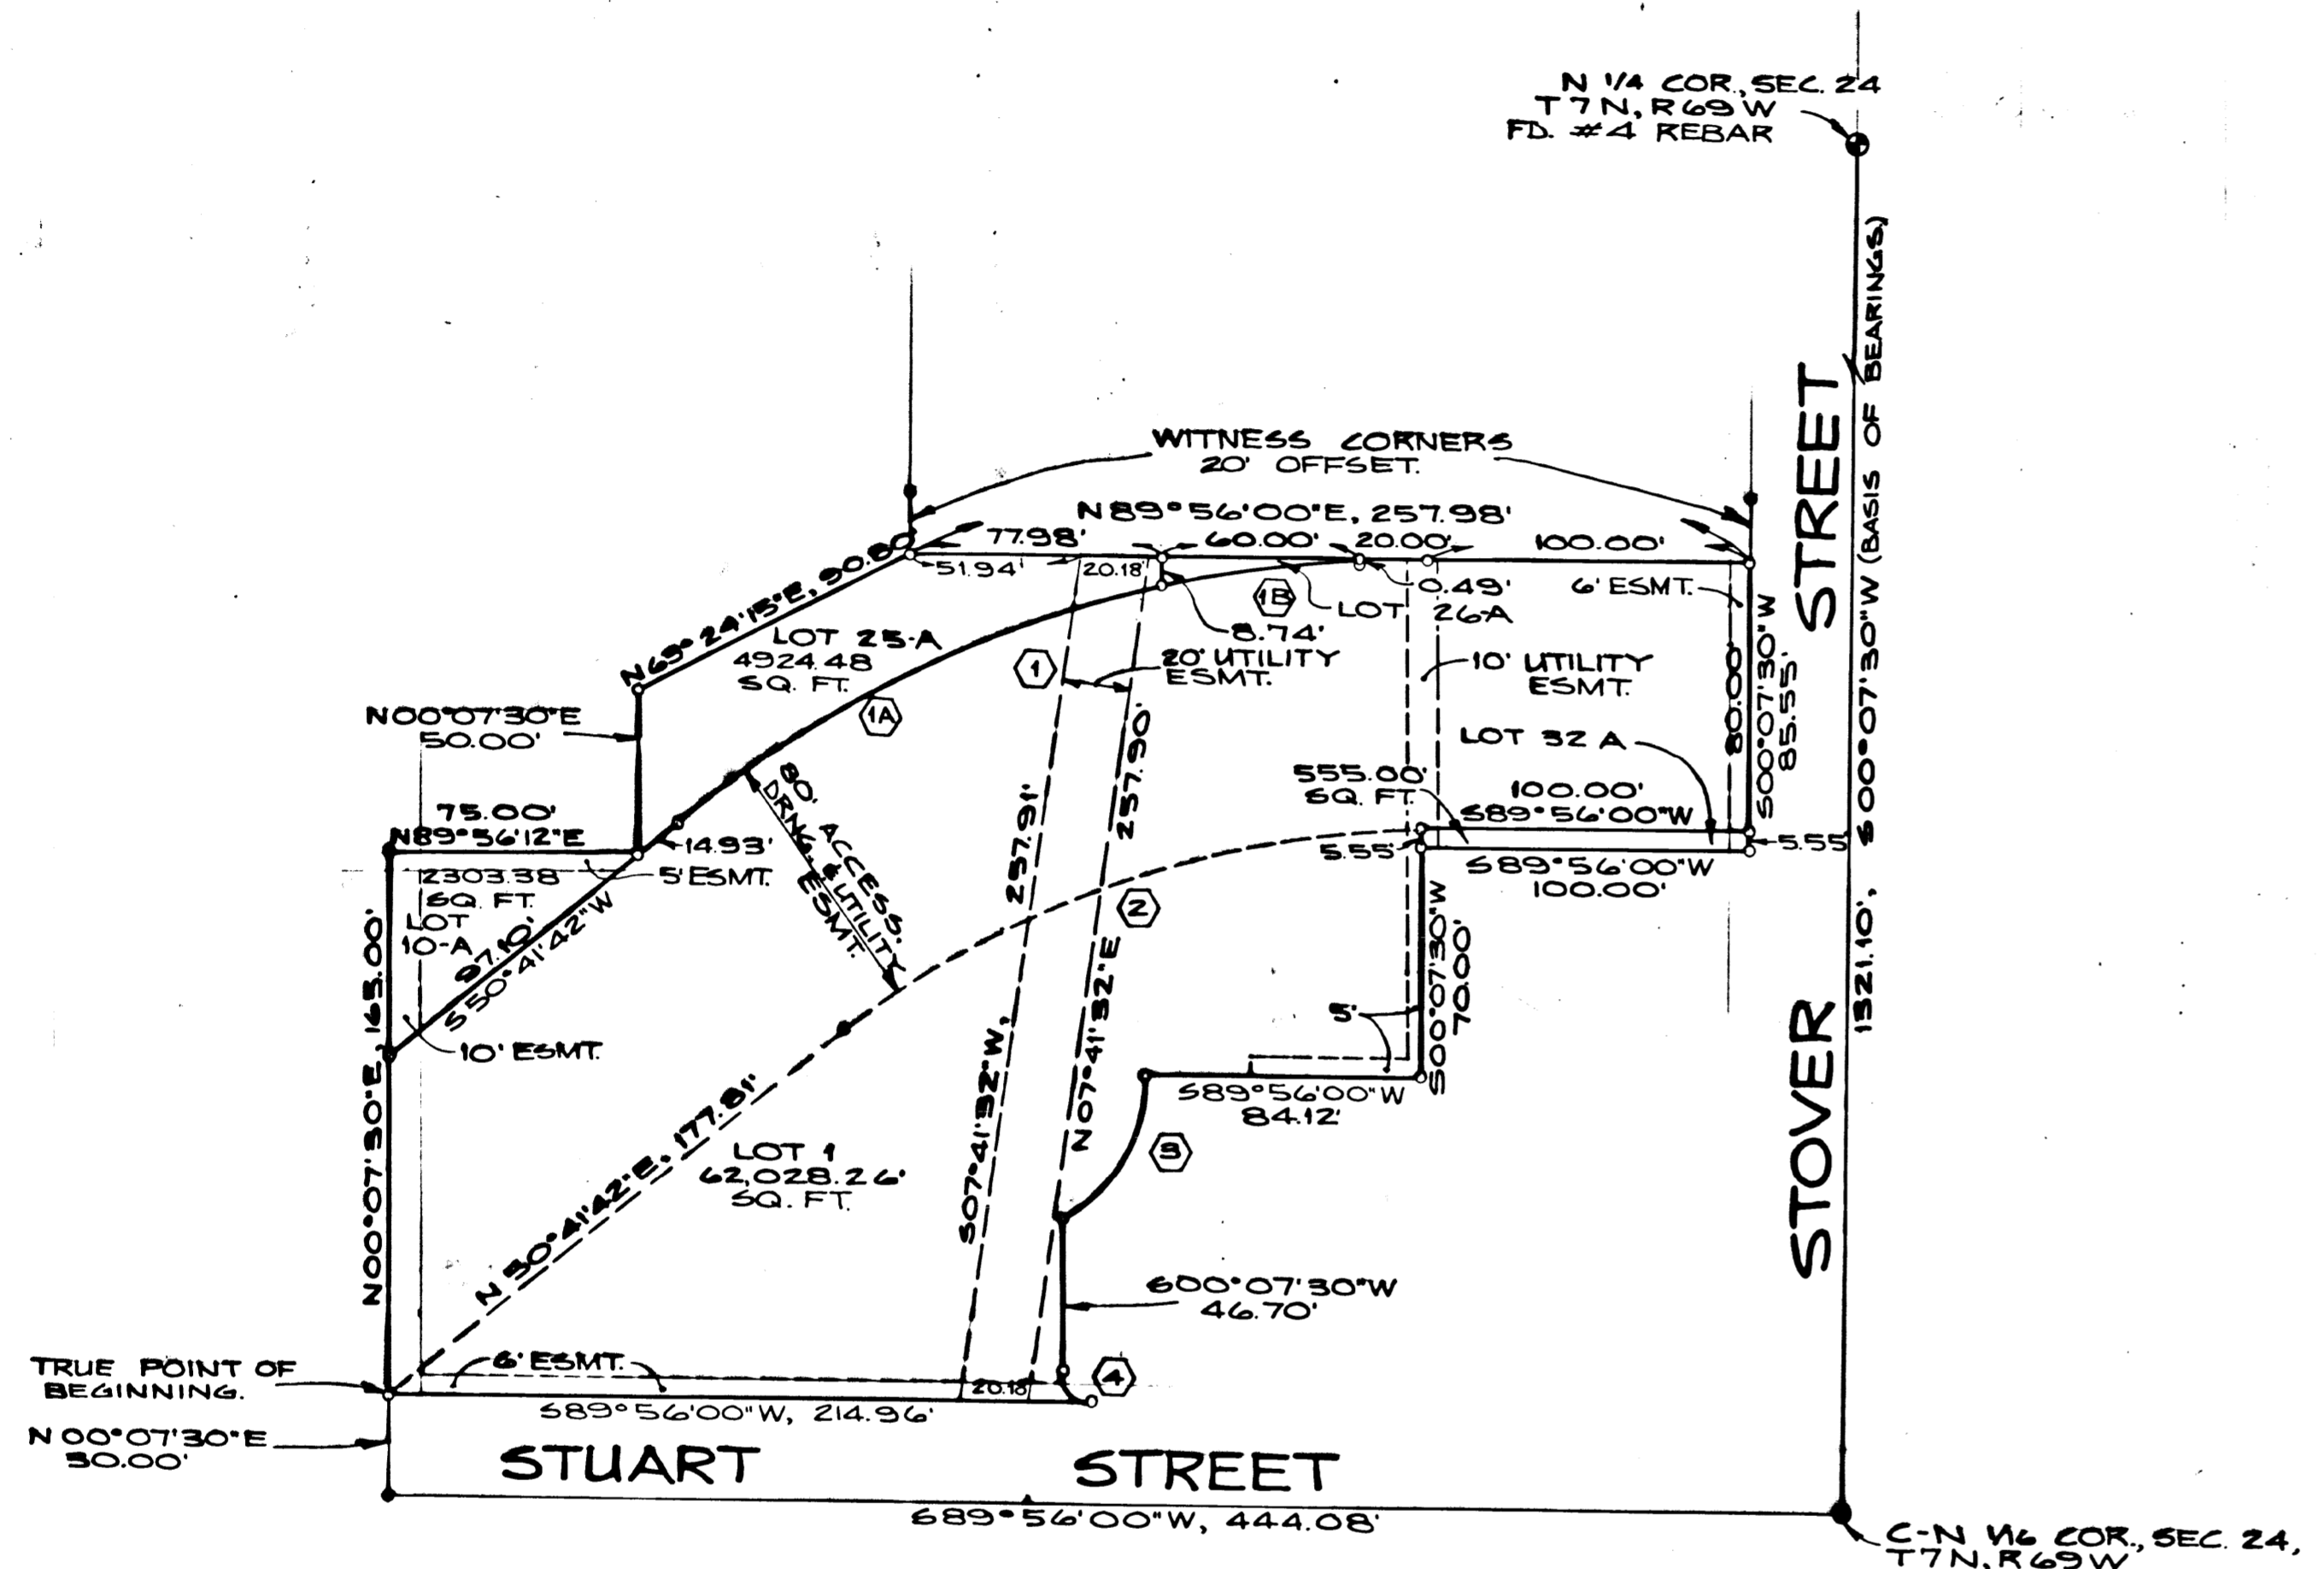 N 1/4 COR., SEC. 24
T 7 N, R 69 W
FD. #4 REBAR
S 00°07'30"W (BASIS OF BEARINGS)
1321.10',
STOVER STREET
WITNESS CORNERS
20' OFFSET.
N 89°56'00"E, 257.98'
77.98'
60.00'
20.00'
100.00'
51.94'
20.18'
0.49'
6' ESMT.
1B
LOT 26-A
8.74'
N 65°24'15"E, 90.80
LOT 25-A
4924.48
SQ. FT.
1
20' UTILITY
ESMT.
10' UTILITY
ESMT.
80.00'
S00°07'30"W
85.55'
N00°07'30"E
50.00'
1A
LOT 32 A
555.00'
SQ. FT.
100.00'
S89°56'00"W
5.55'
5.55'
S89°56'00"W
100.00'
75.00'
N89°56'12"E
14.93'
80'
ACCESS.
DRNG. & UTILITY
ESMT.
2303.38
SQ. FT.
LOT
10-A
5' ESMT.
97.10'
S 50°41'42"W
10' ESMT.
N00°07'30"E, 165.00'
257.91'
S07°41'32"W,
257.90'
N07°41'32"E
2
S00°07'30"W
70.00'
5'
S89°56'00"W
84.12'
3
N 50°41'42"E, 177.81'
LOT 1
62,028.26'
SQ. FT.
S00°07'30"W
46.70'
TRUE POINT OF
BEGINNING.
6' ESMT.
20.18'
4
S89°56'00"W, 214.96'
N 00°07'30"E
30.00'
STUART STREET
S89°56'00"W, 444.08'
C-N 1/16 COR., SEC. 24,
T 7 N, R 69 W